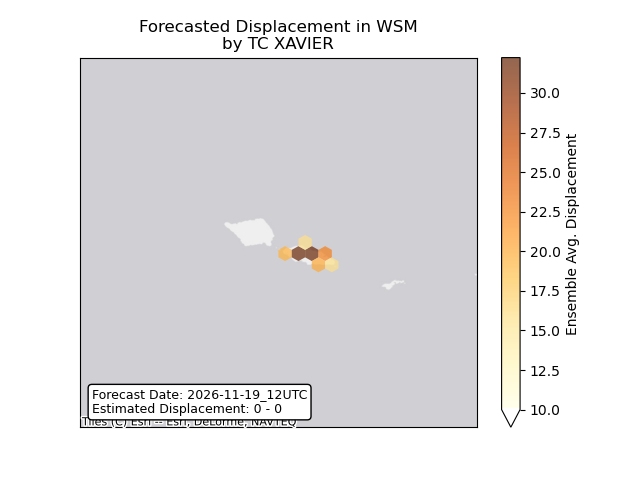 Forecasted Displacement in WSM
by TC XAVIER
30.0
27.5
25.0
22.5
20.0
17.5
15.0
12.5
10.0
Ensemble Avg. Displacement
Forecast Date: 2026-11-19_12UTC
Estimated Displacement: 0 - 0
Tiles (C) Esri -- Esri, DeLorme, NAVTEQ